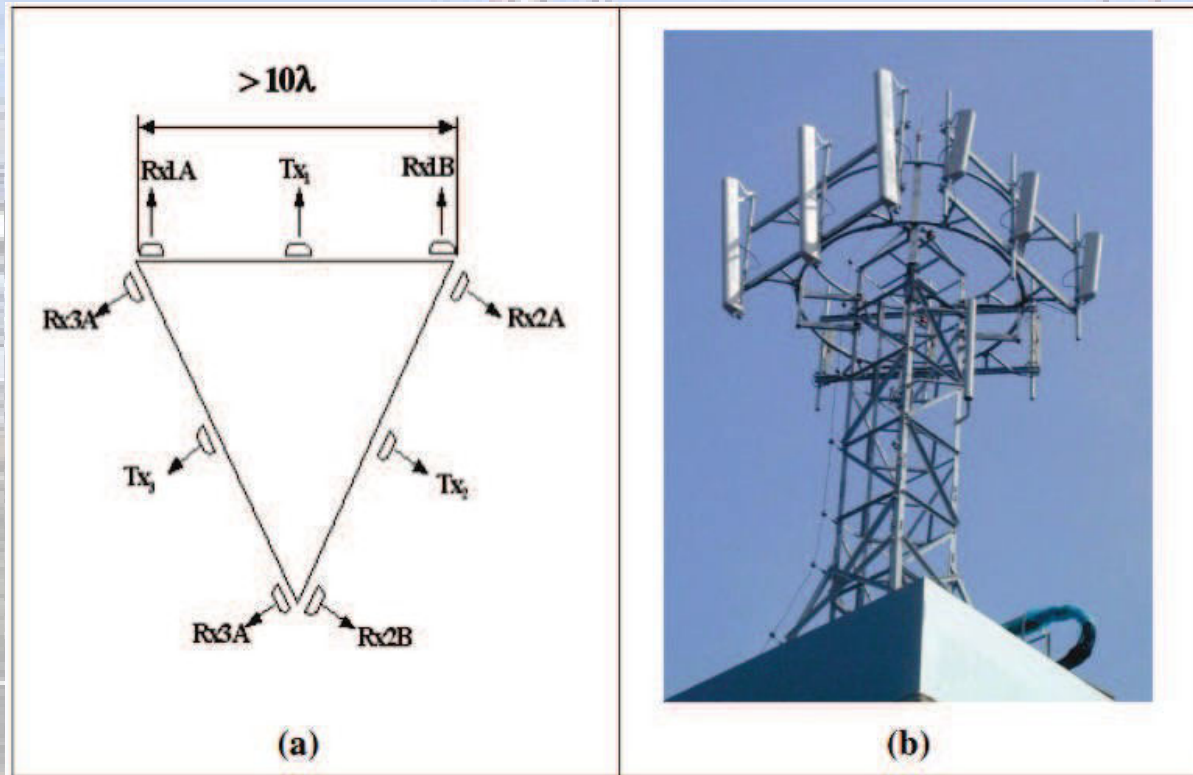 > 10λ
Rx1A Tx₁ Rx1B
Rx3A Rx2A
Tx₃ Tx₂
Rx3A Rx2B
(a) (b)